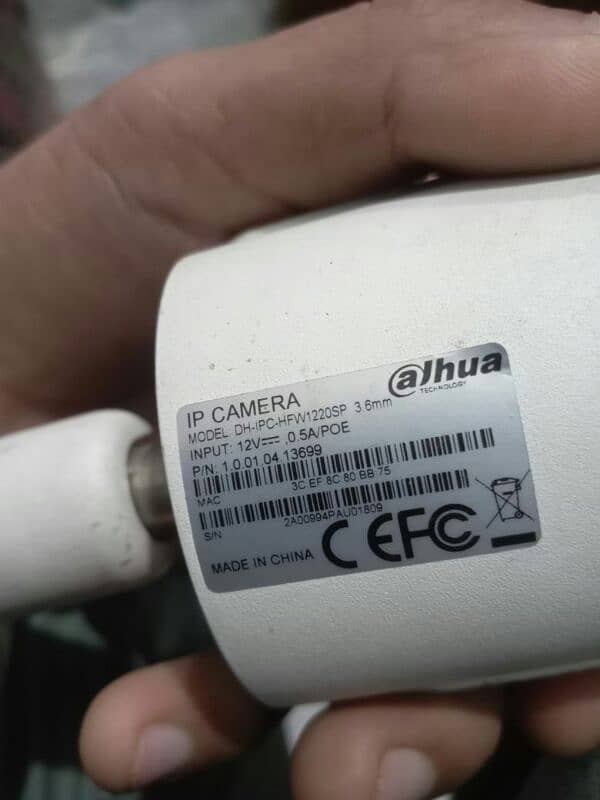 alhua
TECHNOLOGY
IP CAMERA
MODEL: DH-IPC-HFW1220SP 3.6mm
INPUT: 12V⎓ ,0.5A/POE
P/N: 1.0.01.04.13699
MAC 3C EF 8C 80 BB 75
S/N 2A00994PAU01809
MADE IN CHINA CE FC